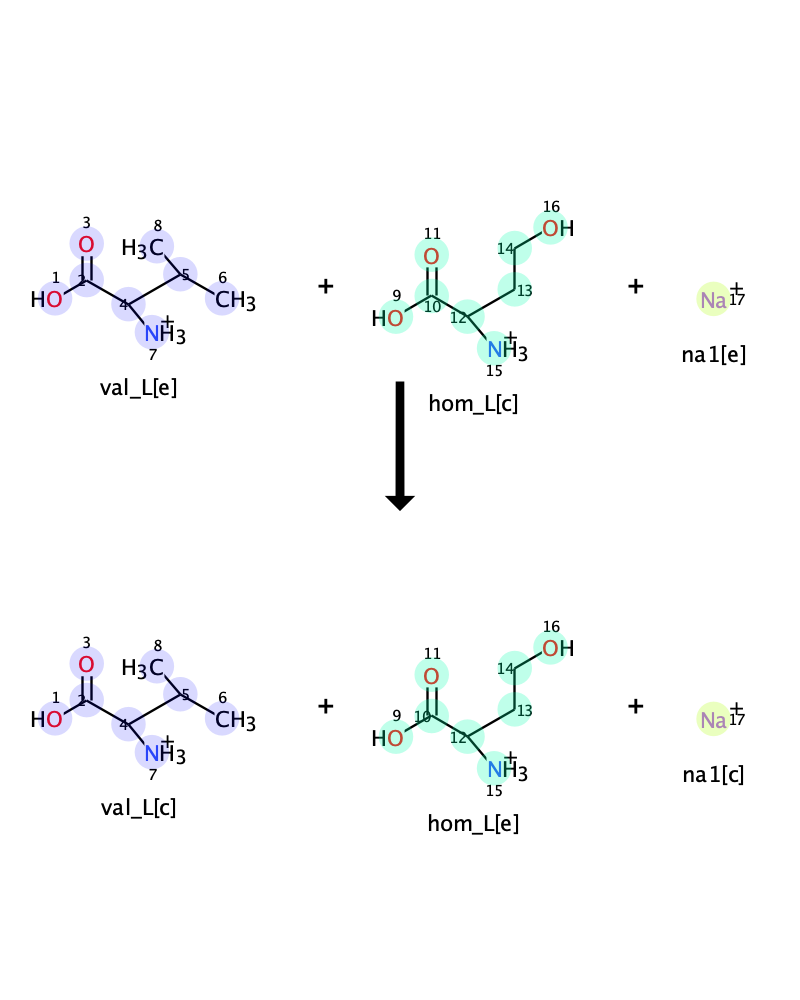 16
3 8 11 OH
O H3C O 14
1 2 5 6 9 10 13 + 17
HO 4 CH3 + HO 12 + Na
NH3+ NH3+
7 15
val_L[e] hom_L[c] na1[e]
16
3 8 11 OH
O H3C O 14
1 2 5 6 9 10 13 + 17
HO 4 CH3 + HO 12 + Na
NH3+ NH3+
7 15
val_L[c] hom_L[e] na1[c]